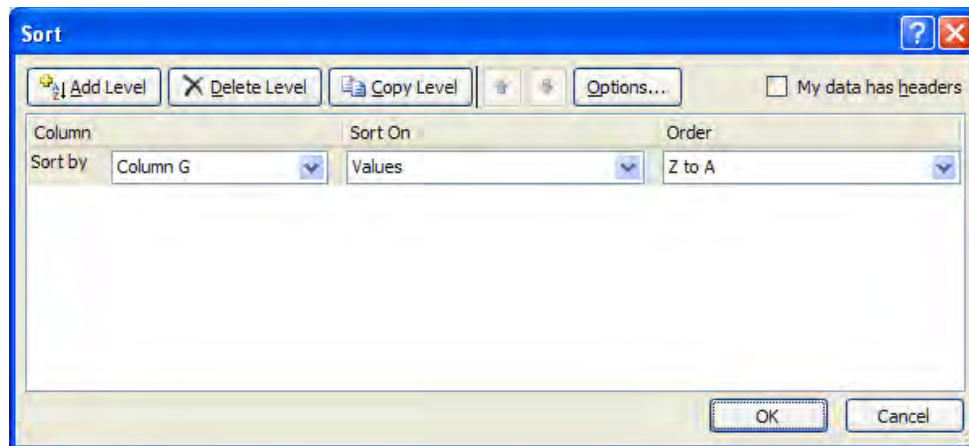 Sort
Add Level Delete Level Copy Level Options... My data has headers
Column Sort On Order
Sort by Column G Values Z to A
OK Cancel